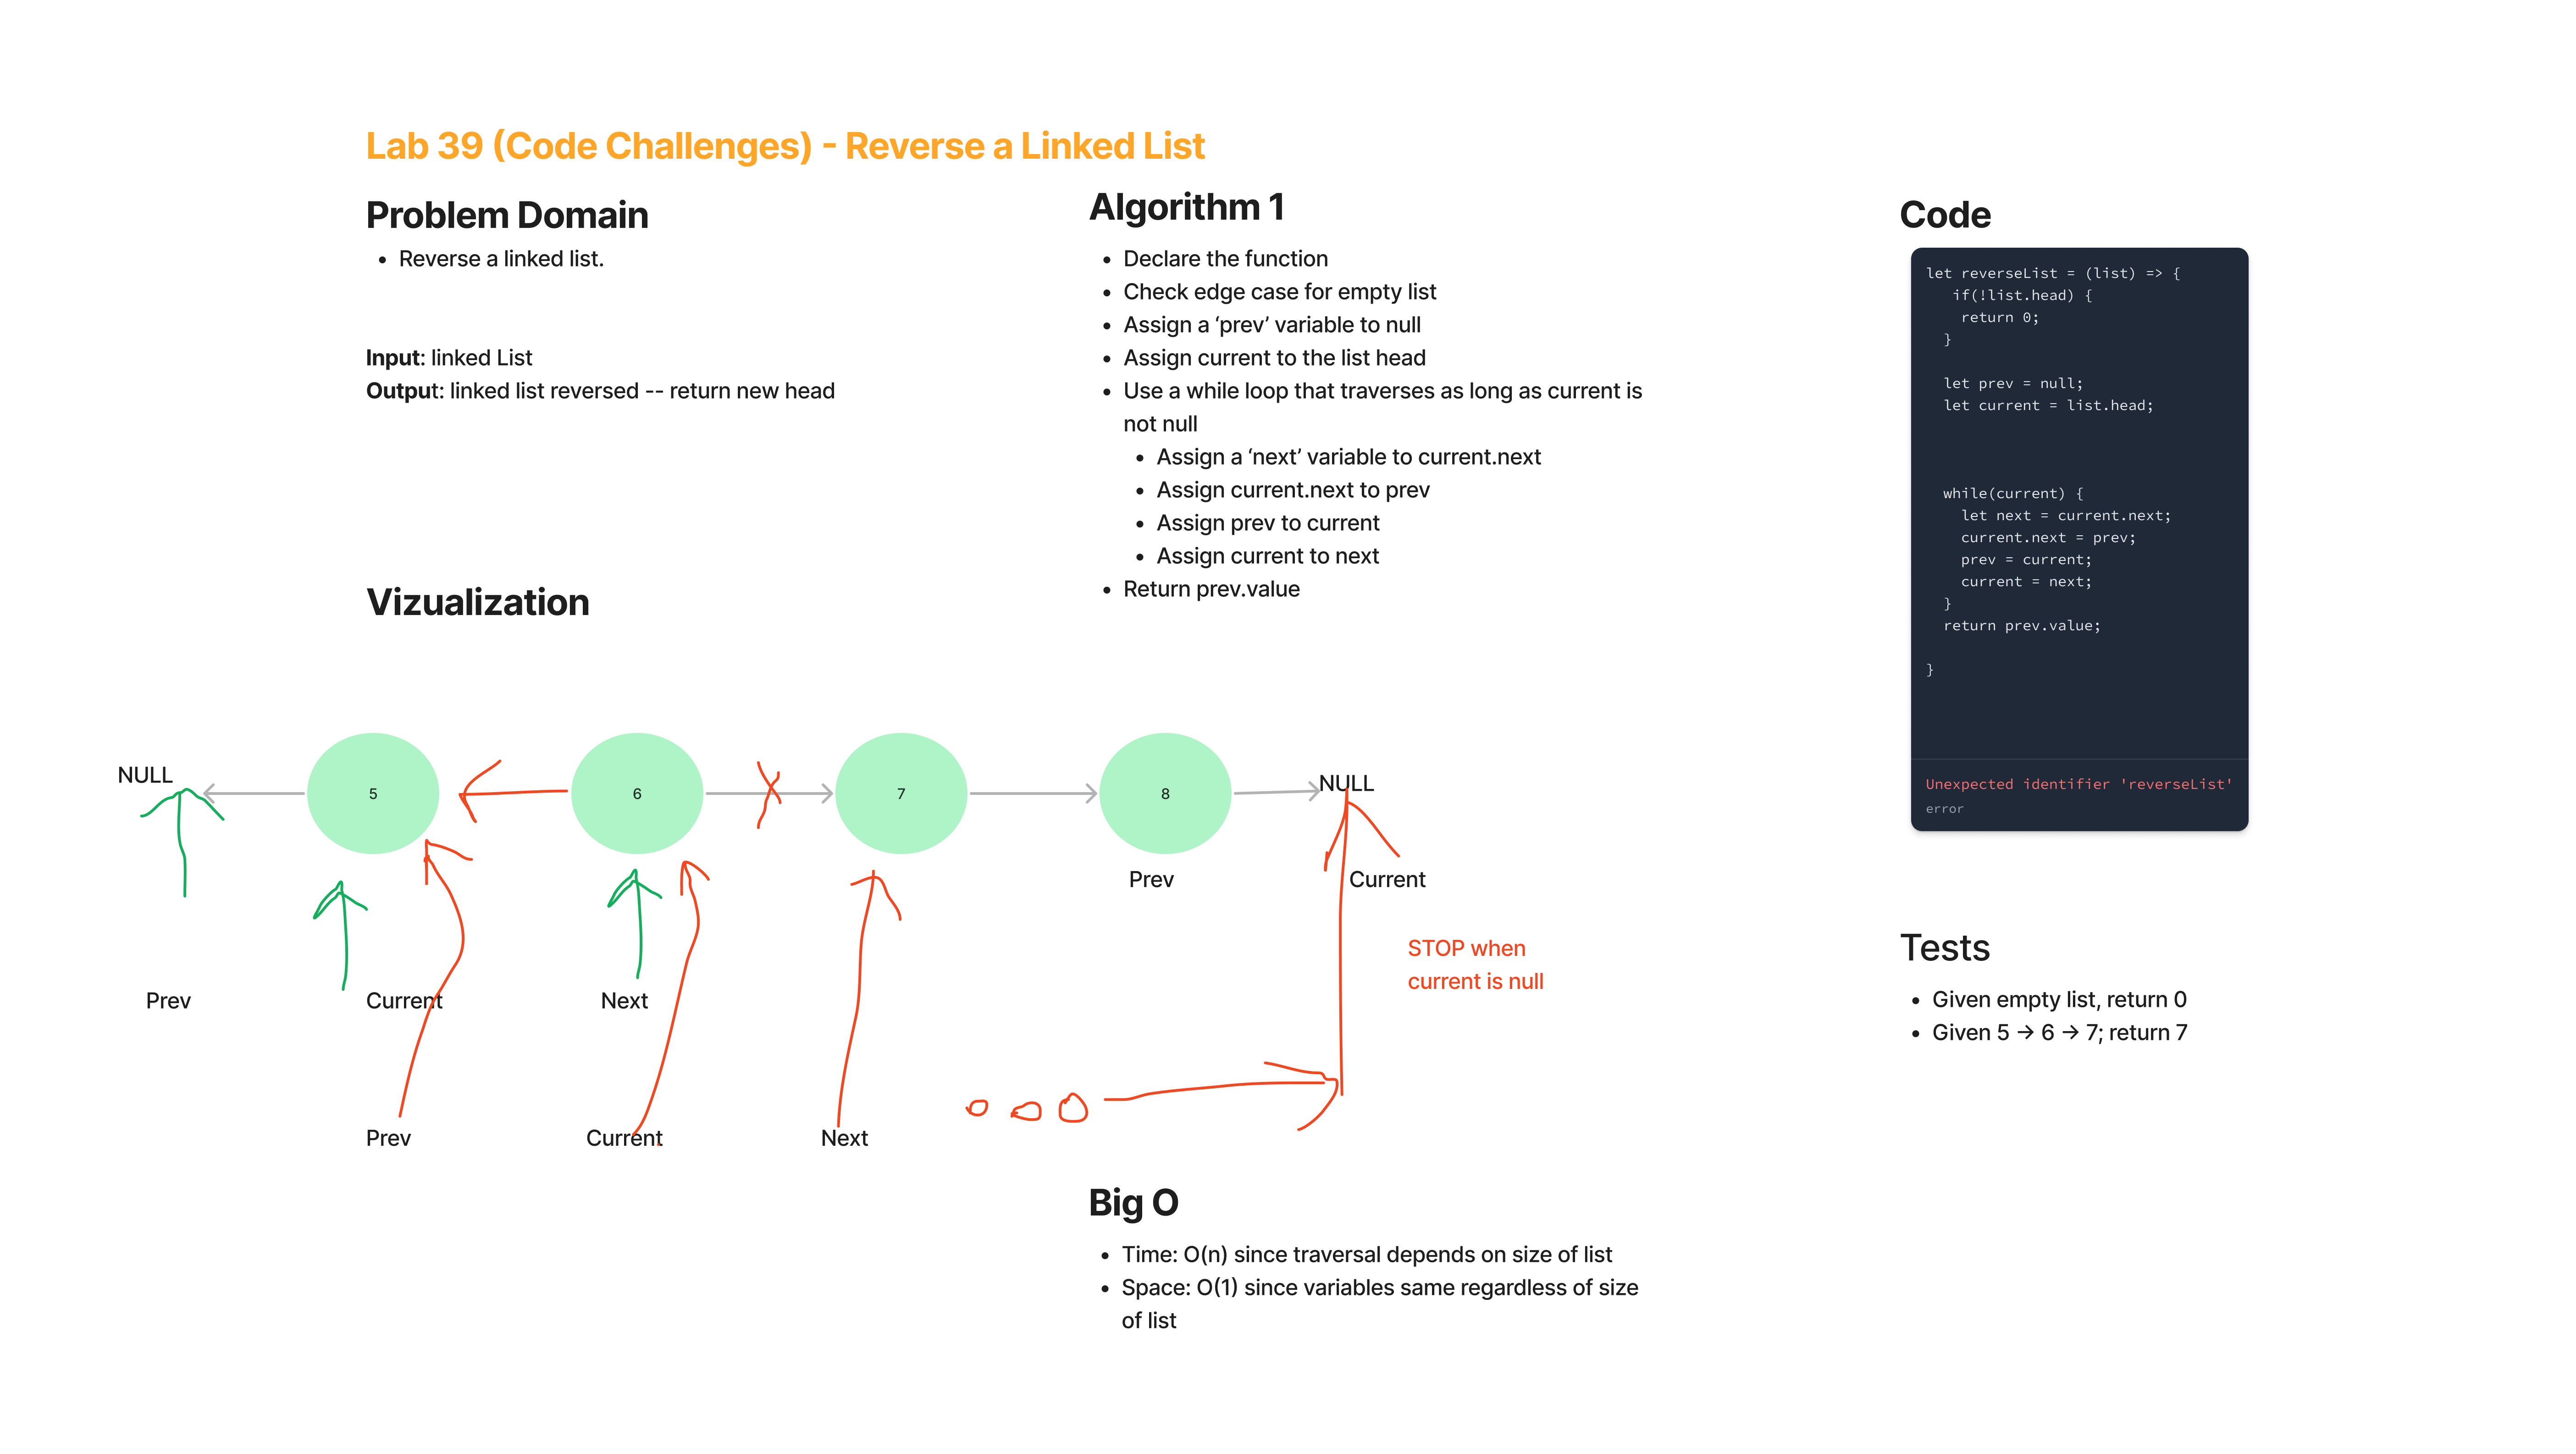 Lab 39 (Code Challenges) - Reverse a Linked List
Problem Domain
Reverse a linked list.
Input: linked List
Output: linked list reversed -- return new head
Algorithm 1
Declare the function
Check edge case for empty list
Assign a ‘prev’ variable to null
Assign current to the list head
Use a while loop that traverses as long as current is
not null
Assign a ‘next’ variable to current.next
Assign current.next to prev
Assign prev to current
Assign current to next
Return prev.value
Code
let reverseList = (list) => {
if(!list.head) {
return 0;
}
let prev = null;
let current = list.head;
while(current) {
let next = current.next;
current.next = prev;
prev = current;
current = next;
}
return prev.value;
}
Unexpected identifier 'reverseList'
error
Vizualization
NULL
5
6
7
8
NULL
Prev
Current
STOP when
current is null
Prev
Current
Next
Prev
Current
Next
Tests
Given empty list, return 0
Given 5 → 6 → 7; return 7
Big O
Time: O(n) since traversal depends on size of list
Space: O(1) since variables same regardless of size
of list